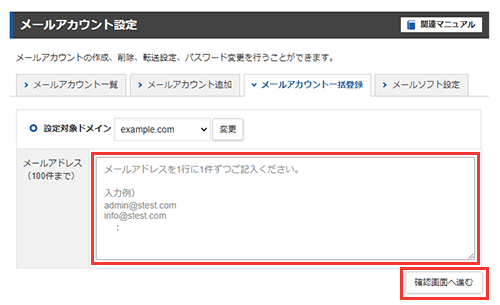 メールアカウント設定
関連マニュアル
メールアカウントの作成、削除、転送設定、パスワード変更を行うことができます。
メールアカウント一覧 メールアカウント追加 メールアカウント一括登録 メールソフト設定
設定対象ドメイン example.com 変更
メールアドレス
(100件まで)
メールアドレスを1行に1件ずつご記入ください。
入力例）
admin@stest.com
info@stest.com
：
確認画面へ進む